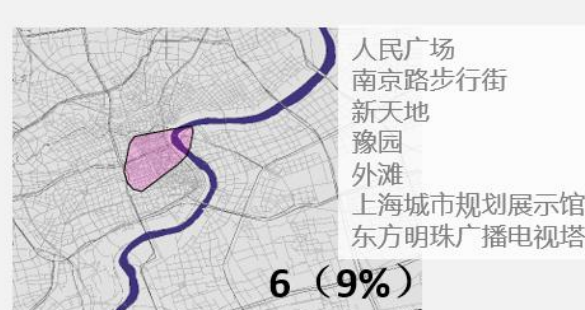 人民广场
南京路步行街
新天地
豫园
外滩
上海城市规划展示馆
东方明珠广播电视塔
6（9%）